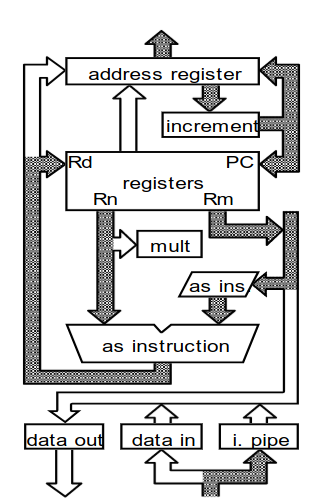 address register
increment
Rd
PC
registers
Rn
Rm
mult
as ins
as instruction
data out
data in
i. pipe